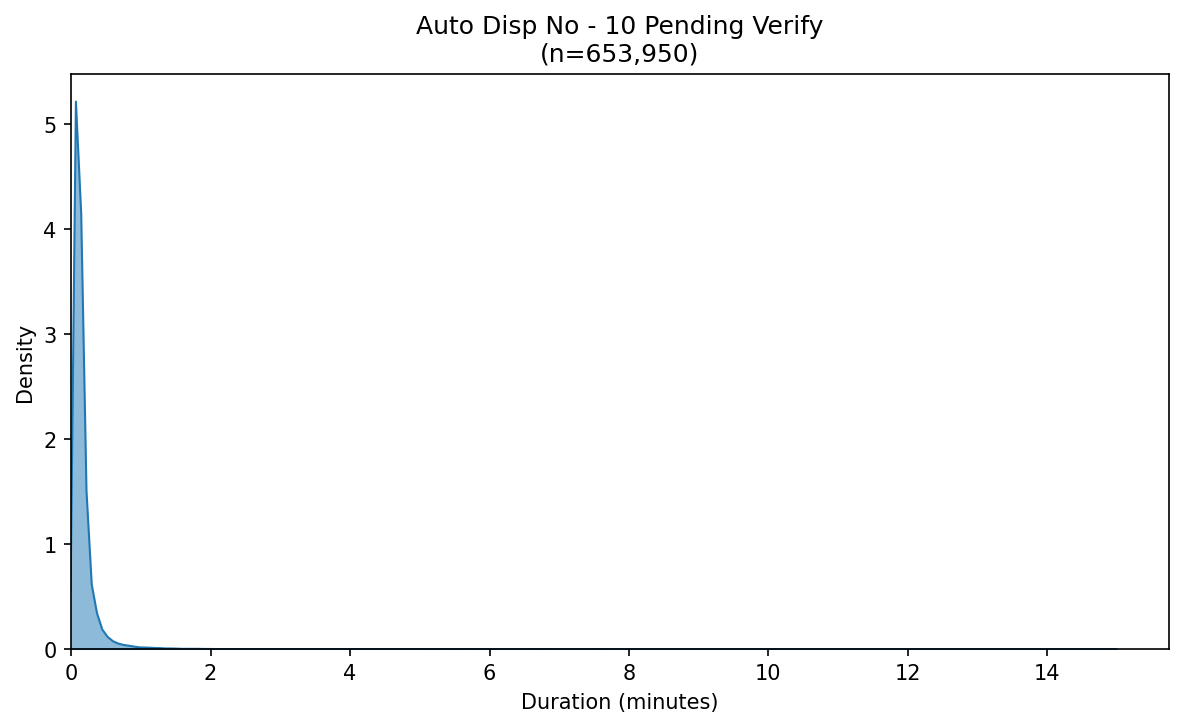 Auto Disp No - 10 Pending Verify
(n=653,950)
5
4
3
2
1
0
Density
0 2 4 6 8 10 12 14
Duration (minutes)